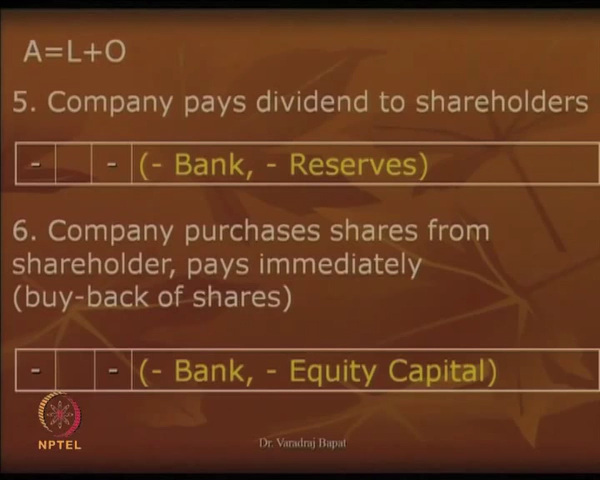 A=L+O
5. Company pays dividend to shareholders
- - (- Bank, - Reserves)
6. Company purchases shares from
shareholder, pays immediately
(buy-back of shares)
- - (- Bank, - Equity Capital)
NPTEL
Dr. Varadraj Bapat